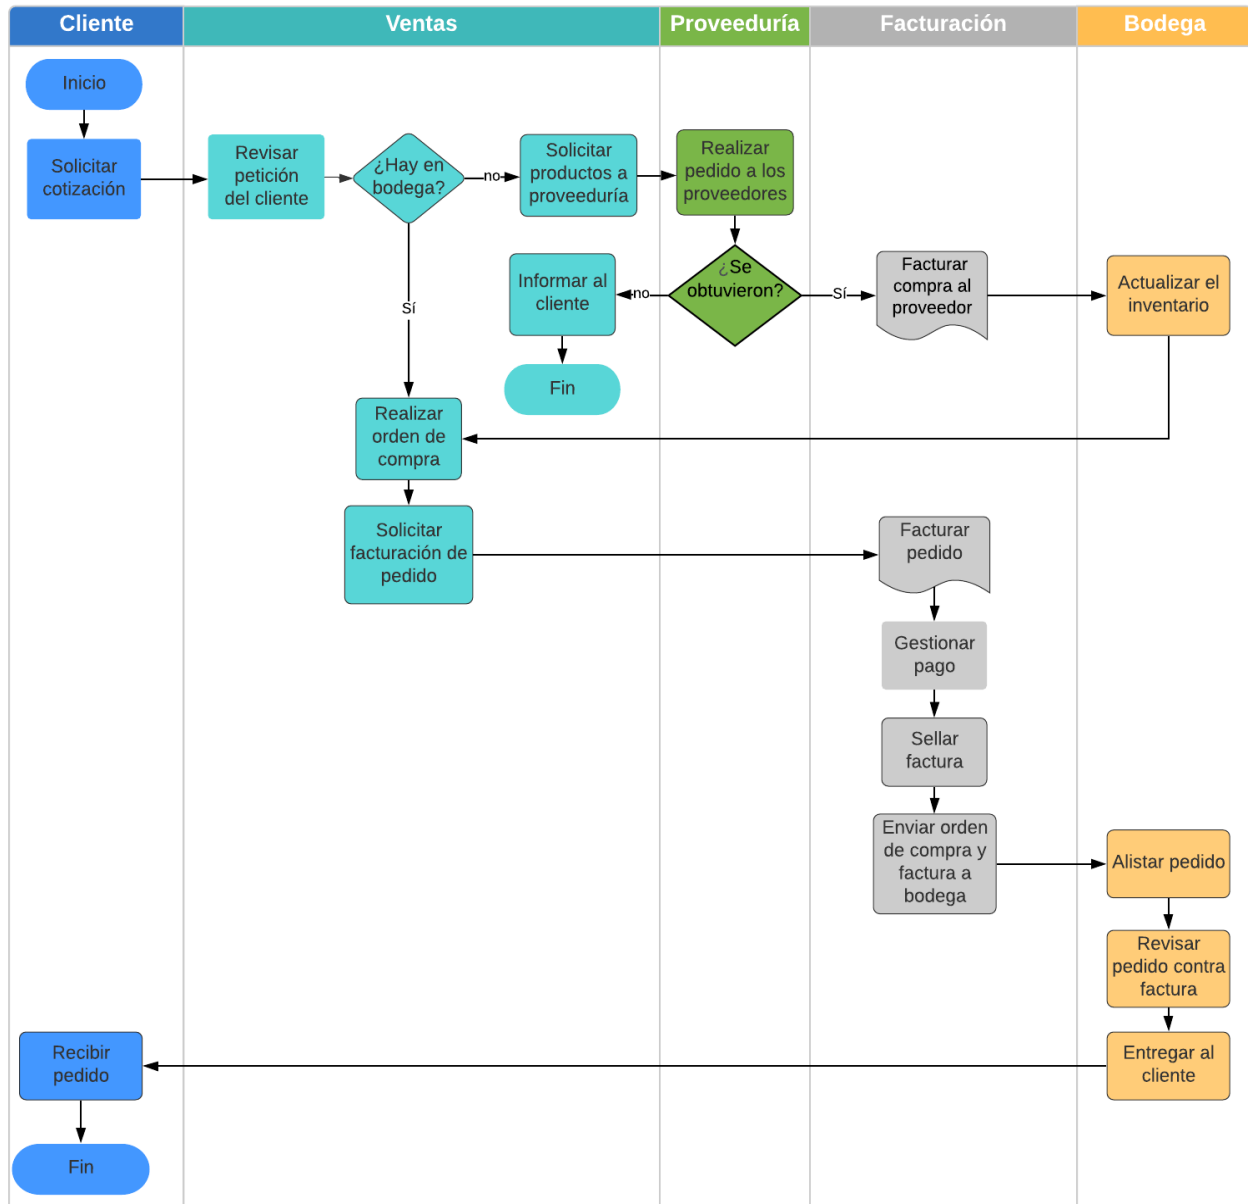 Cliente
Ventas
Proveeduría
Facturación
Bodega
Inicio
Solicitar
cotización
Revisar
petición
del cliente
¿Hay en
bodega?
no
Solicitar
productos a
proveeduría
Realizar
pedido a los
proveedores
Sí
Informar al
cliente
no
¿Se
obtuvieron?
Sí
Facturar
compra al
proveedor
Actualizar el
inventario
Fin
Realizar
orden de
compra
Solicitar
facturación de
pedido
Facturar
pedido
Gestionar
pago
Sellar
factura
Enviar orden
de compra y
factura a
bodega
Alistar pedido
Revisar
pedido contra
factura
Entregar al
cliente
Recibir
pedido
Fin